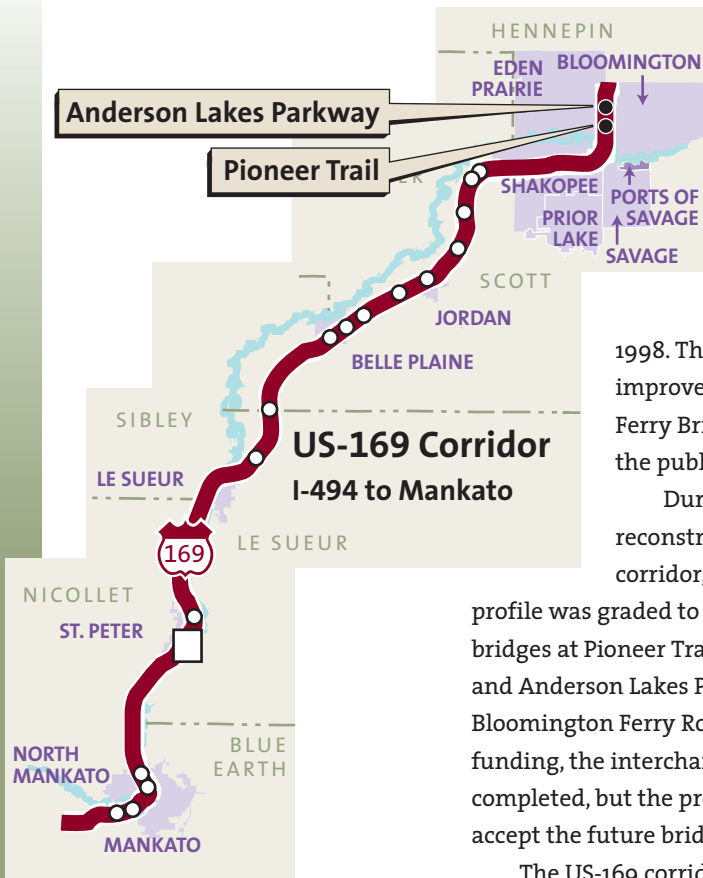 HENNEPIN
EDEN PRAIRIE
BLOOMINGTON
Anderson Lakes Parkway
Pioneer Trail
SHAKOPEE
PORTS OF SAVAGE
PRIOR LAKE
SAVAGE
SCOTT
JORDAN
BELLE PLAINE
SIBLEY
US-169 Corridor
I-494 to Mankato
LE SUEUR
169
LE SUEUR
NICOLLET
ST. PETER
BLUE EARTH
NORTH MANKATO
MANKATO
1998. Th
improve
Ferry Bri
the publ
Dur
reconstr
corridor,
profile was graded to
bridges at Pioneer Tra
and Anderson Lakes P
Bloomington Ferry Ro
funding, the interchar
completed, but the pr
accept the future brid
The US-169 corrid